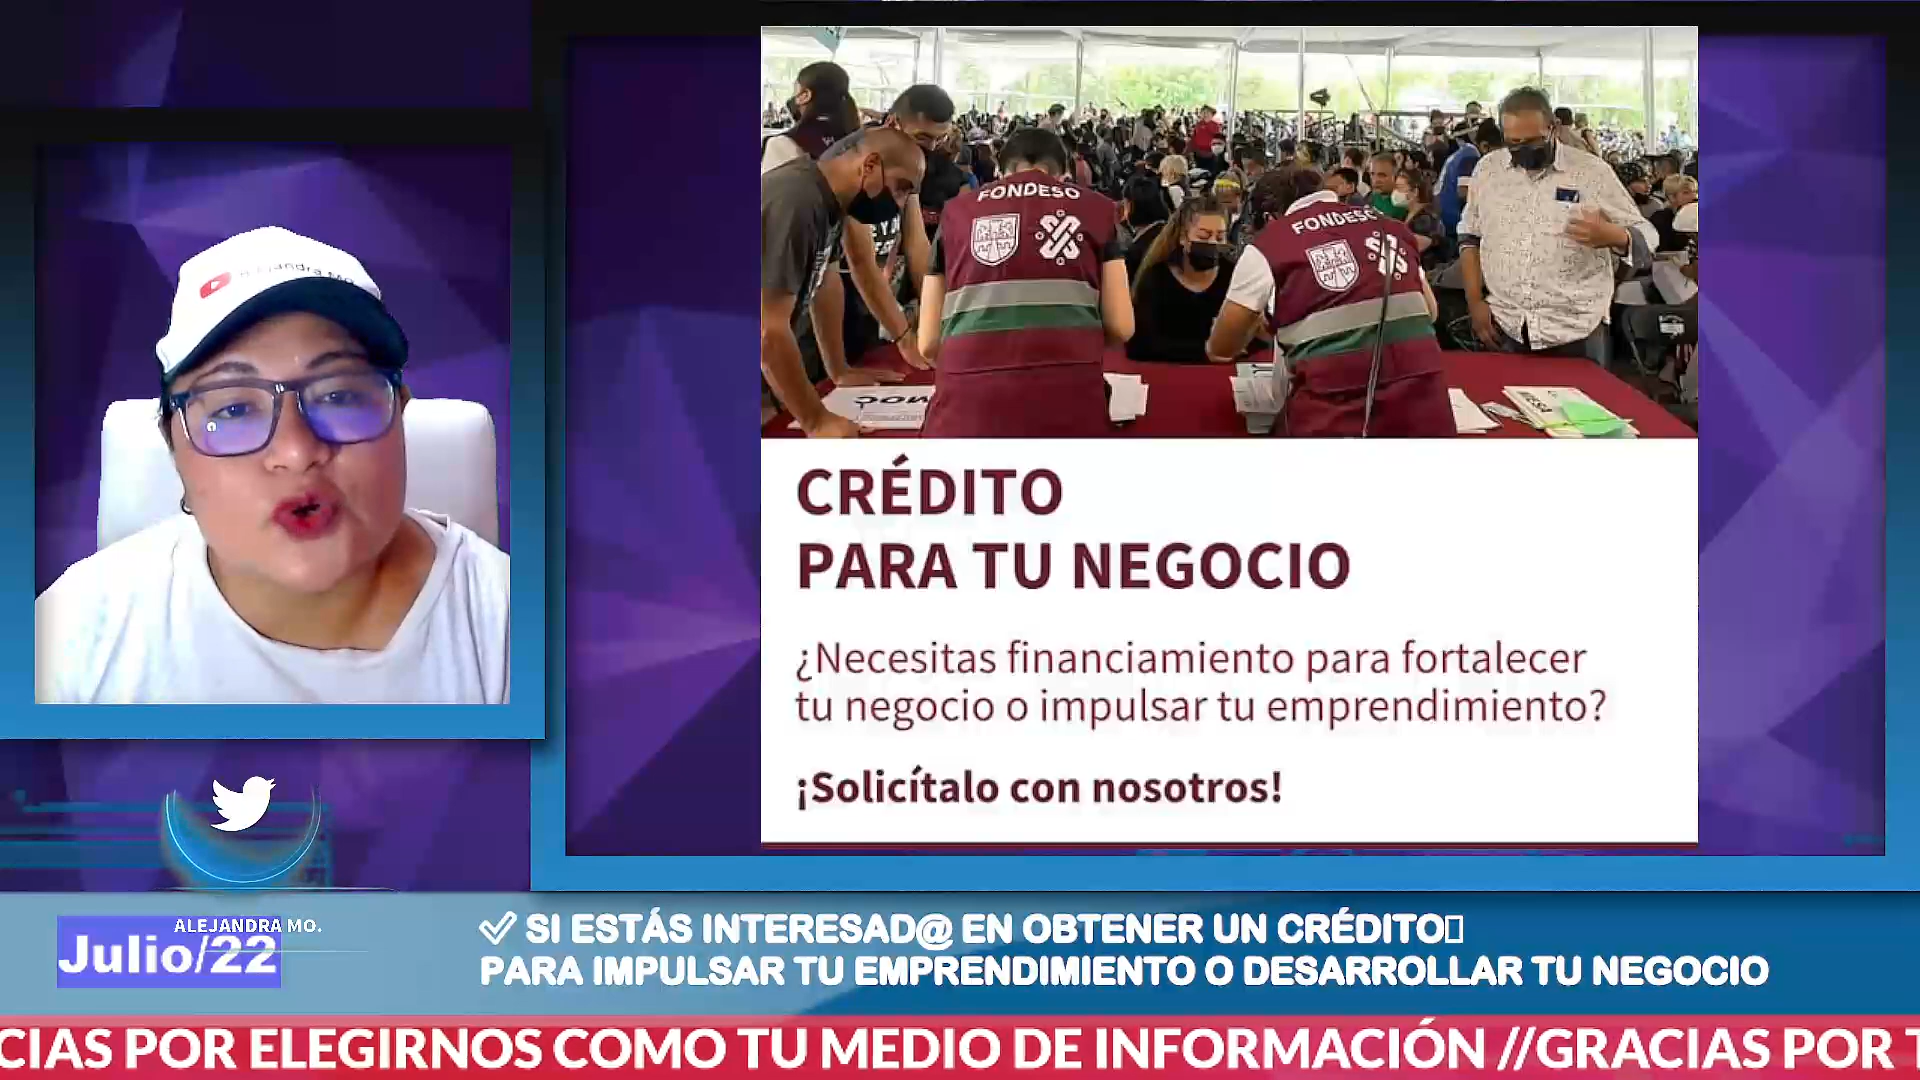 Alejandra Mo.
FONDESO
FONDESO
CRÉDITO
PARA TU NEGOCIO
¿Necesitas financiamiento para fortalecer
tu negocio o impulsar tu emprendimiento?
¡Solicítalo con nosotros!
ALEJANDRA MO.
Julio/22
✓ SI ESTÁS INTERESAD@ EN OBTENER UN CRÉDITO
PARA IMPULSAR TU EMPRENDIMIENTO O DESARROLLAR TU NEGOCIO
CIAS POR ELEGIRNOS COMO TU MEDIO DE INFORMACIÓN //GRACIAS POR T